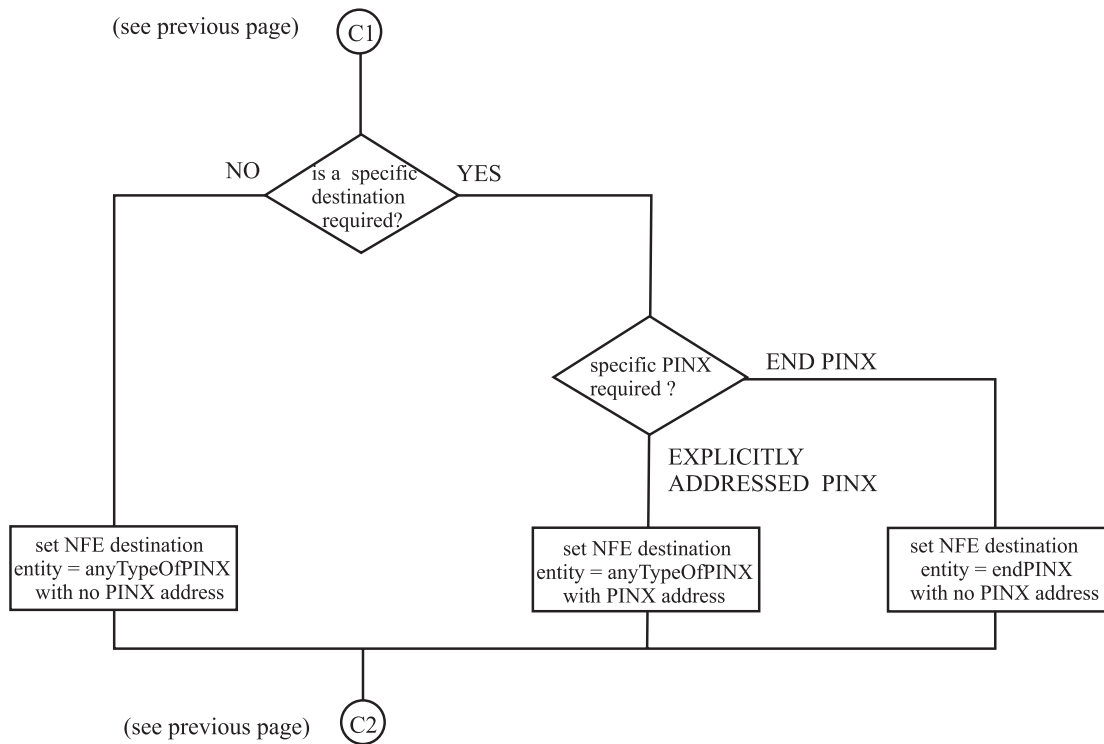 (see previous page)
C1
NO
YES
is a specific
destination
required?
specific PINX
required ?
END PINX
EXPLICITLY
ADDRESSED PINX
set NFE destination
entity = anyTypeOfPINX
with no PINX address
set NFE destination
entity = anyTypeOfPINX
with PINX address
set NFE destination
entity = endPINX
with no PINX address
(see previous page)
C2